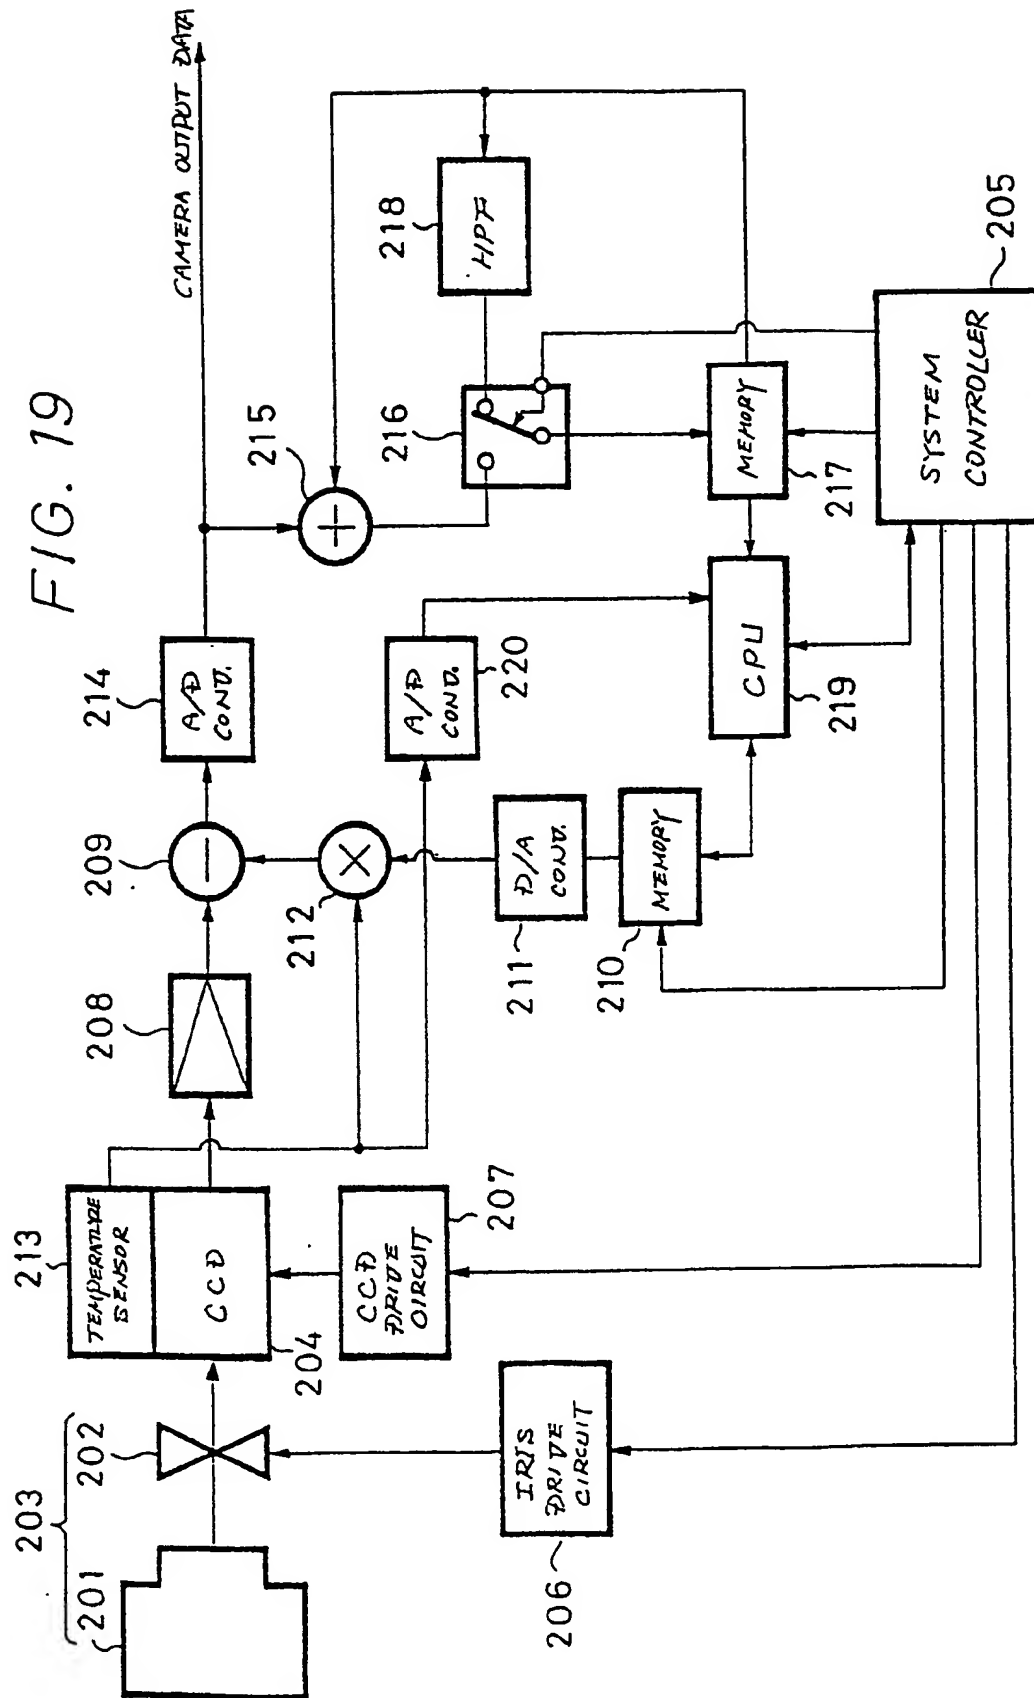 FIG. 19
CAMERA OUTPUT DATA
203
201
202
213
TEMPERATURE
SENSOR
CCD
204
208
209
214
A/D
CONV.
215
212
218
HPF
216
207
CCD
DRIVE
CIRCUIT
211
D/A
CONV.
220
A/D
CONV.
206
IRIS
DRIVE
CIRCUIT
210
MEMORY
219
CPU
217
MEMORY
205
SYSTEM
CONTROLLER